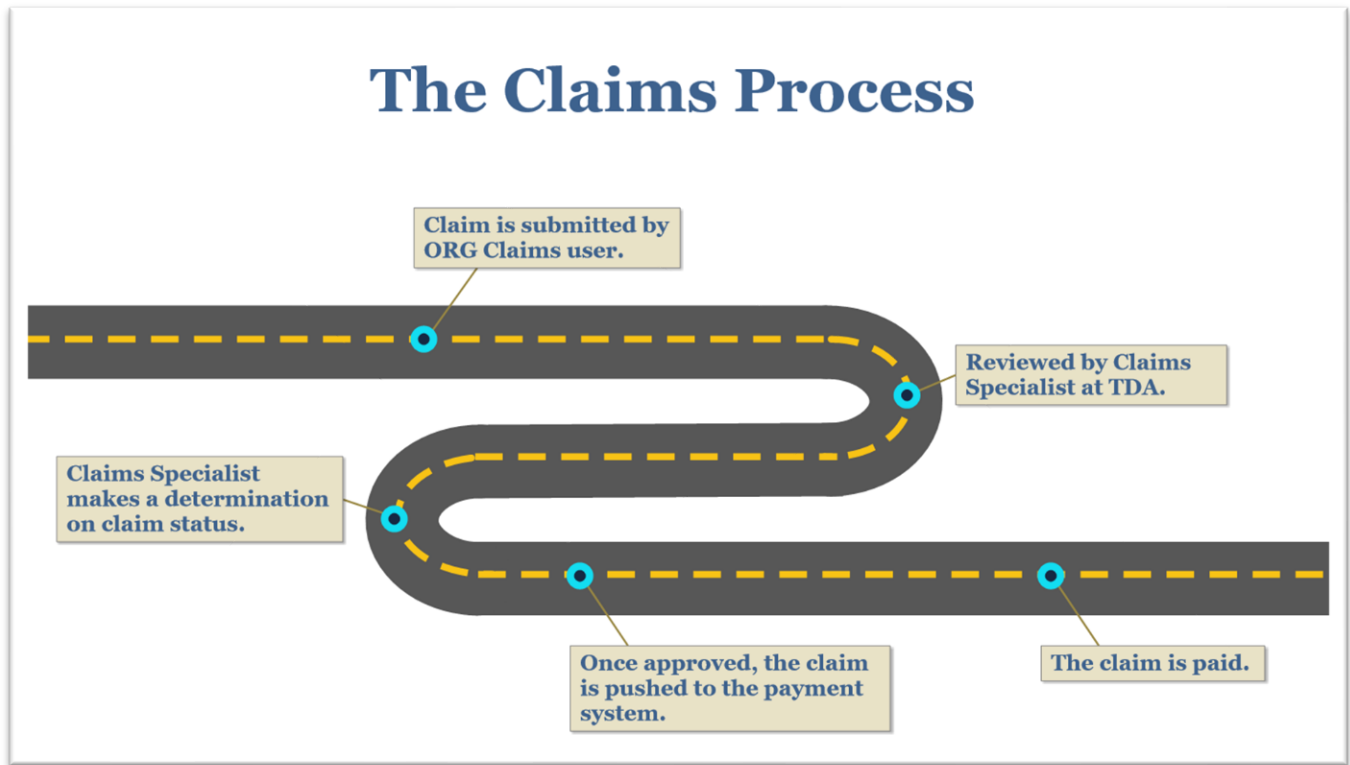 The Claims Process
Claim is submitted by
ORG Claims user.
Reviewed by Claims
Specialist at TDA.
Claims Specialist
makes a determination
on claim status.
Once approved, the claim
is pushed to the payment
system.
The claim is paid.